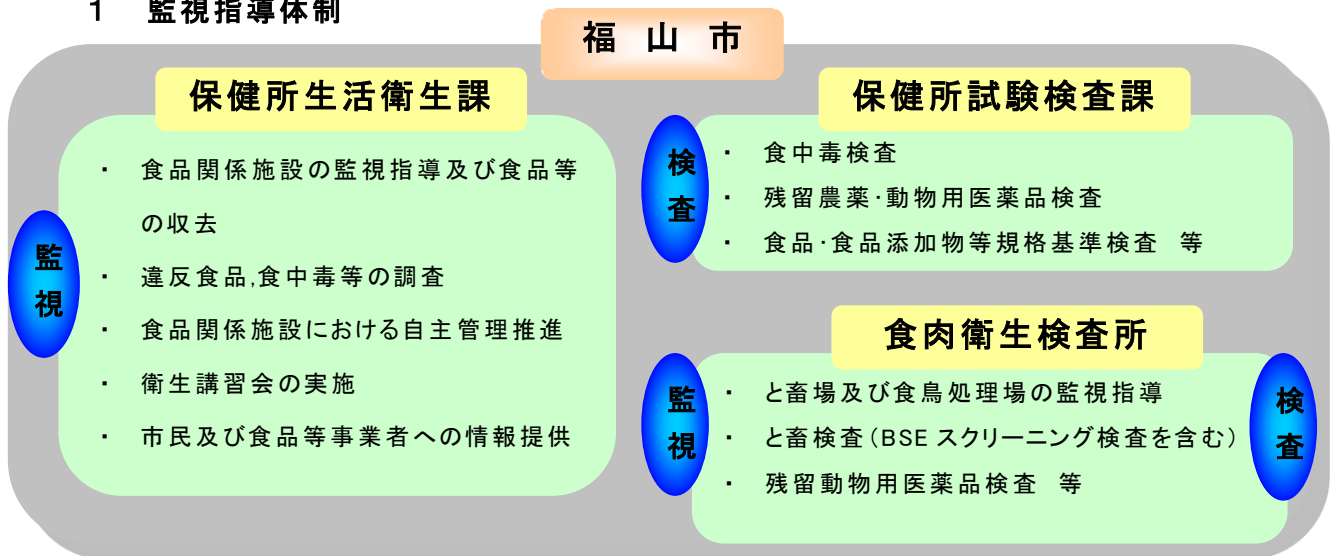 1 監視指導体制
福山市
保健所生活衛生課
監視
・ 食品関係施設の監視指導及び食品等
の収去
・ 違反食品,食中毒等の調査
・ 食品関係施設における自主管理推進
・ 衛生講習会の実施
・ 市民及び食品等事業者への情報提供
保健所試験検査課
検査
・ 食中毒検査
・ 残留農薬・動物用医薬品検査
・ 食品・食品添加物等規格基準検査 等
食肉衛生検査所
監視
・ と畜場及び食鳥処理場の監視指導
・ と畜検査(BSE スクリーニング検査を含む)
・ 残留動物用医薬品検査 等
検査